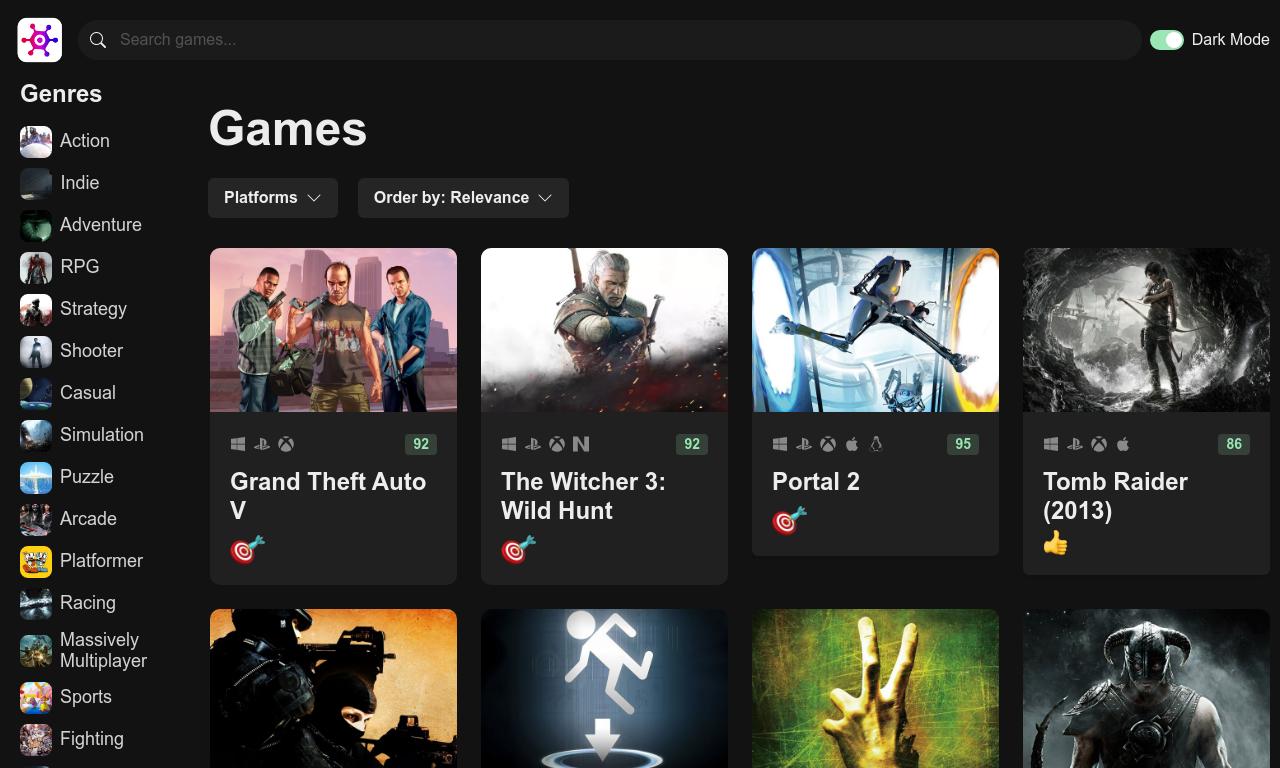 Search games...
Dark Mode
Genres
Action
Indie
Adventure
RPG
Strategy
Shooter
Casual
Simulation
Puzzle
Arcade
Platformer
Racing
Massively
Multiplayer
Sports
Fighting
Games
Platforms
Order by: Relevance
92
Grand Theft Auto
V
92
The Witcher 3:
Wild Hunt
95
Portal 2
86
Tomb Raider
(2013)